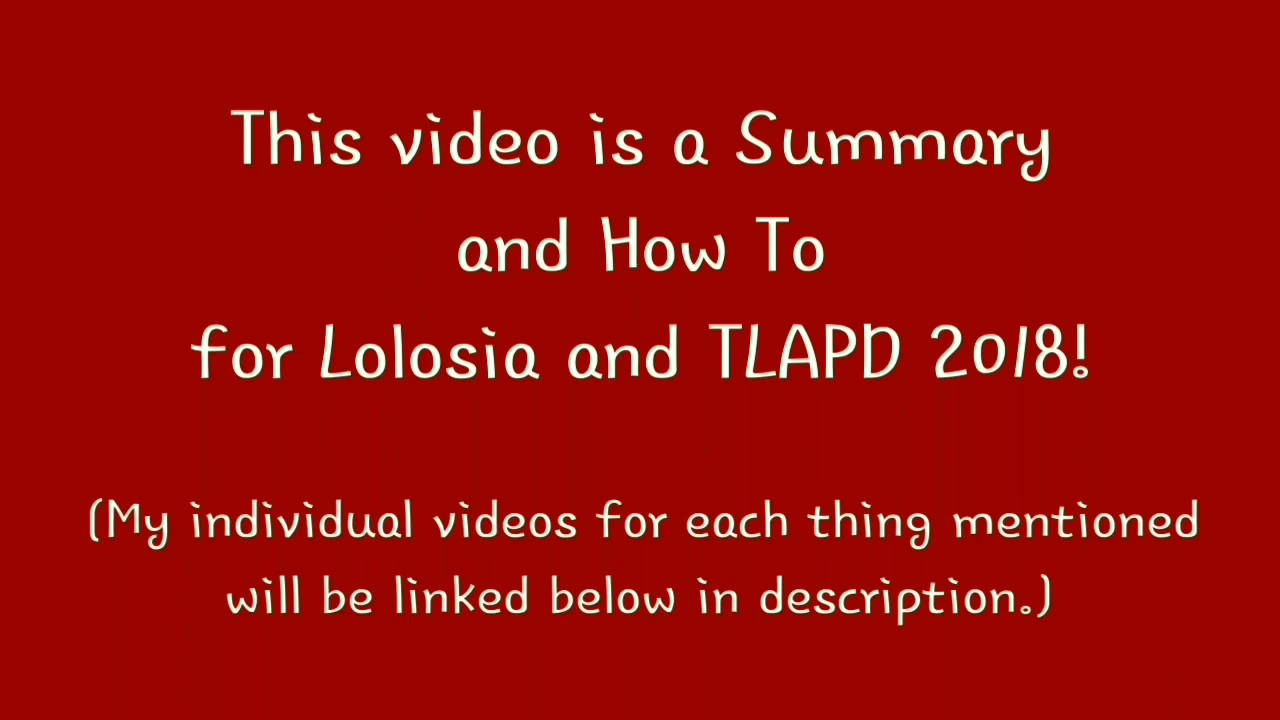 This video is a Summary
and How To
for Lolosia and TLAPD 2018!
(My individual videos for each thing mentioned
will be linked below in description.)